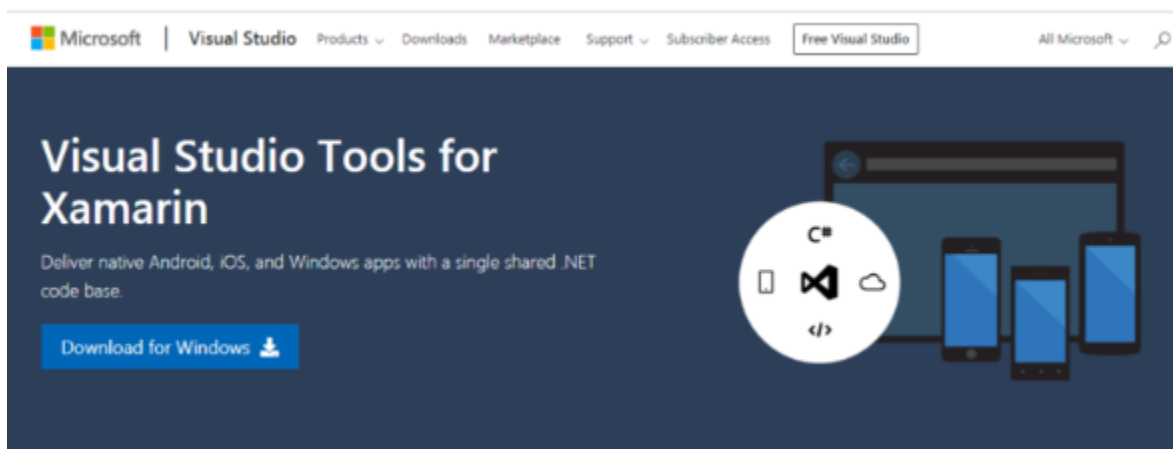 Microsoft | Visual Studio Products Downloads Marketplace Support Subscriber Access Free Visual Studio All Microsoft
Visual Studio Tools for
Xamarin
Deliver native Android, iOS, and Windows apps with a single shared .NET
code base.
Download for Windows
C#
</>